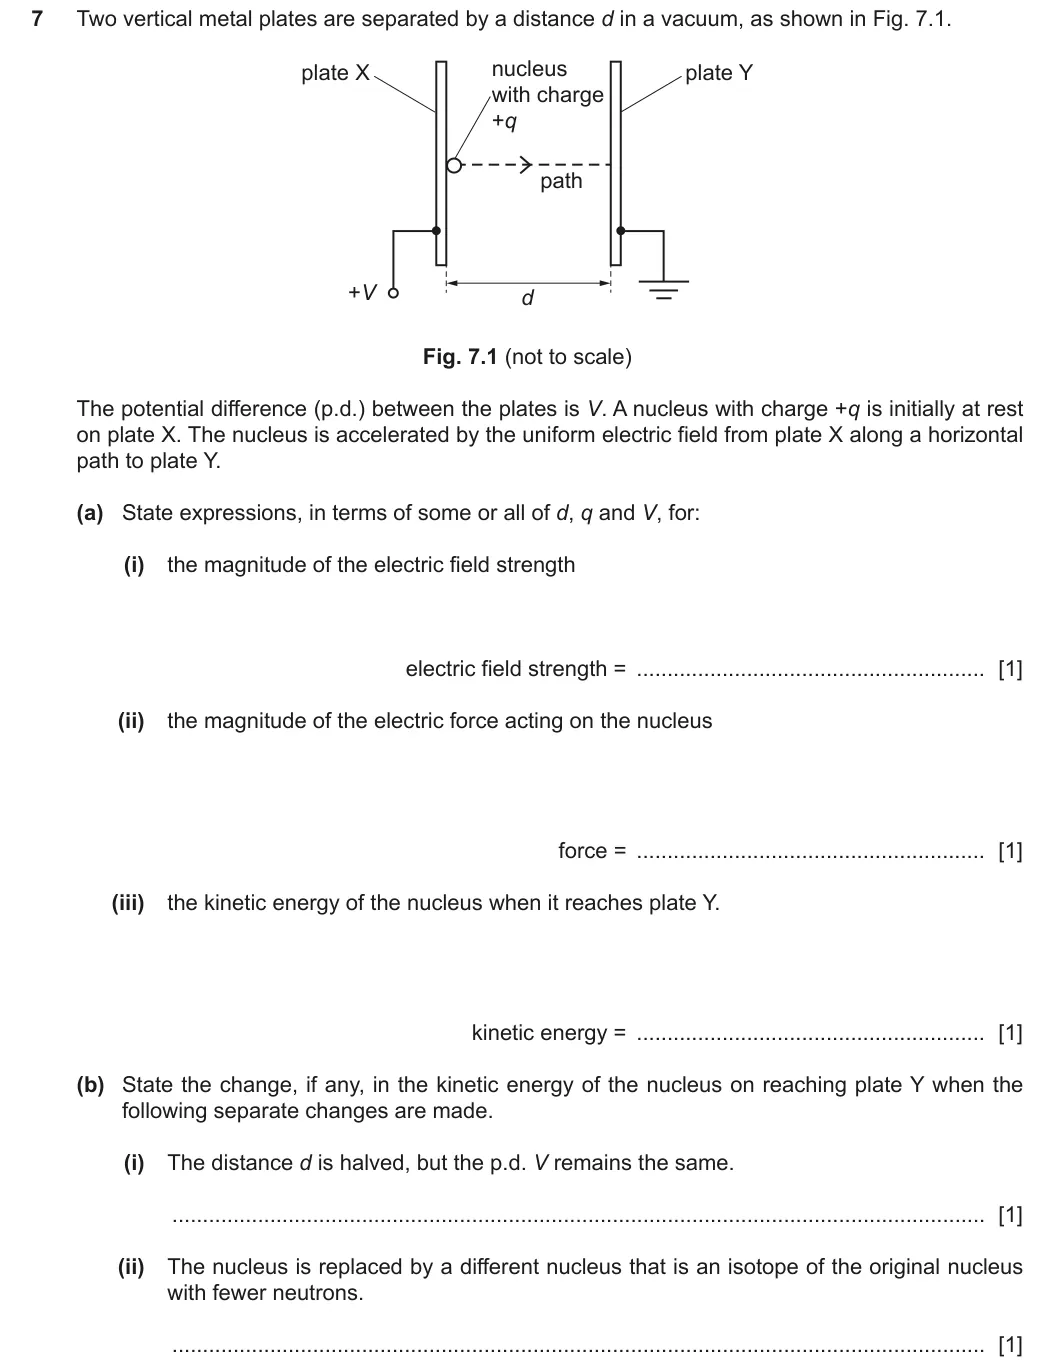 7 Two vertical metal plates are separated by a distance d in a vacuum, as shown in Fig. 7.1.
plate X
nucleus
with charge
+q
plate Y
path
+V
d
Fig. 7.1 (not to scale)
The potential difference (p.d.) between the plates is V. A nucleus with charge +q is initially at rest
on plate X. The nucleus is accelerated by the uniform electric field from plate X along a horizontal
path to plate Y.
(a) State expressions, in terms of some or all of d, q and V, for:
(i) the magnitude of the electric field strength
electric field strength = ......................................................... [1]
(ii) the magnitude of the electric force acting on the nucleus
force = ......................................................... [1]
(iii) the kinetic energy of the nucleus when it reaches plate Y.
kinetic energy = ......................................................... [1]
(b) State the change, if any, in the kinetic energy of the nucleus on reaching plate Y when the
following separate changes are made.
(i) The distance d is halved, but the p.d. V remains the same.
..................................................................................................................................... [1]
(ii) The nucleus is replaced by a different nucleus that is an isotope of the original nucleus
with fewer neutrons.
..................................................................................................................................... [1]